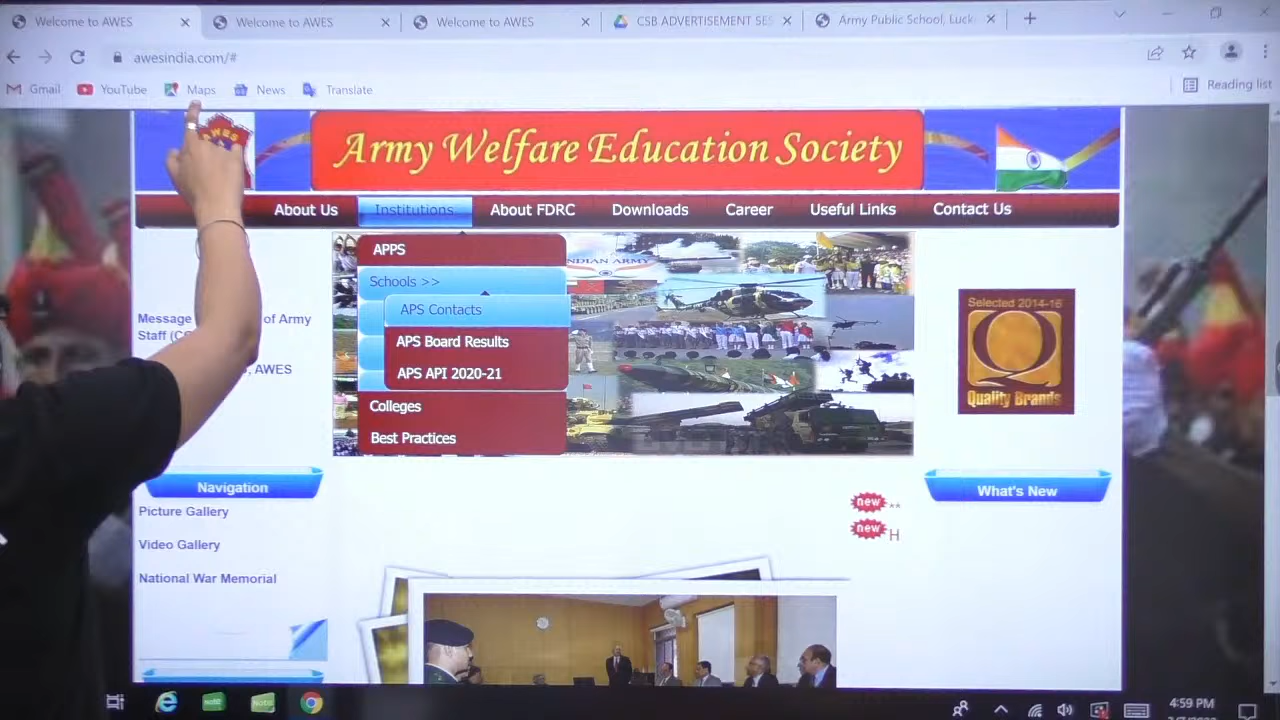 Welcome to AWES
Welcome to AWES
Welcome to AWES
CSB ADVERTISEMENT SES
Army Public School, Luck
awesindia.com/#
Gmail
YouTube
Maps
News
Translate
Reading list
AWES
Army Welfare Education Society
About Us
Institutions
About FDRC
Downloads
Career
Useful Links
Contact Us
APPS
INDIAN ARMY
Schools >>
APS Contacts
APS Board Results
APS API 2020-21
Colleges
Best Practices
Message
of Army
Staff
AWES
Selected 2014-16
Q
Quality Brands
Navigation
What's New
Picture Gallery
Video Gallery
National War Memorial
new **
new H
4:59 PM